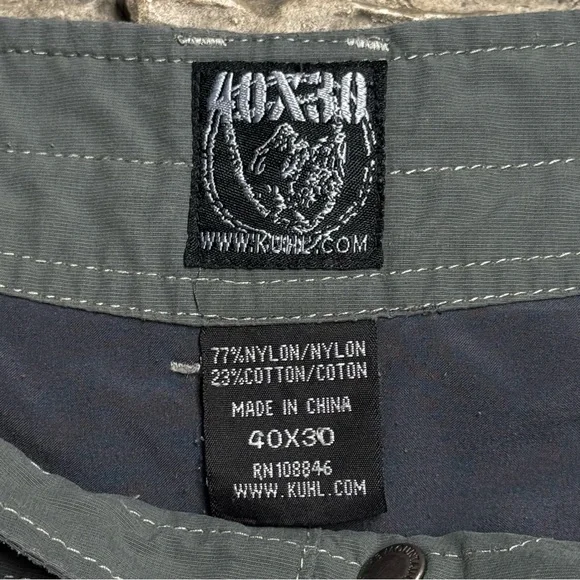 40X30
WWW.KUHL.COM
77%NYLON/NYLON
23%COTTON/COTON
MADE IN CHINA
40X30
RN108846
WWW.KUHL.COM